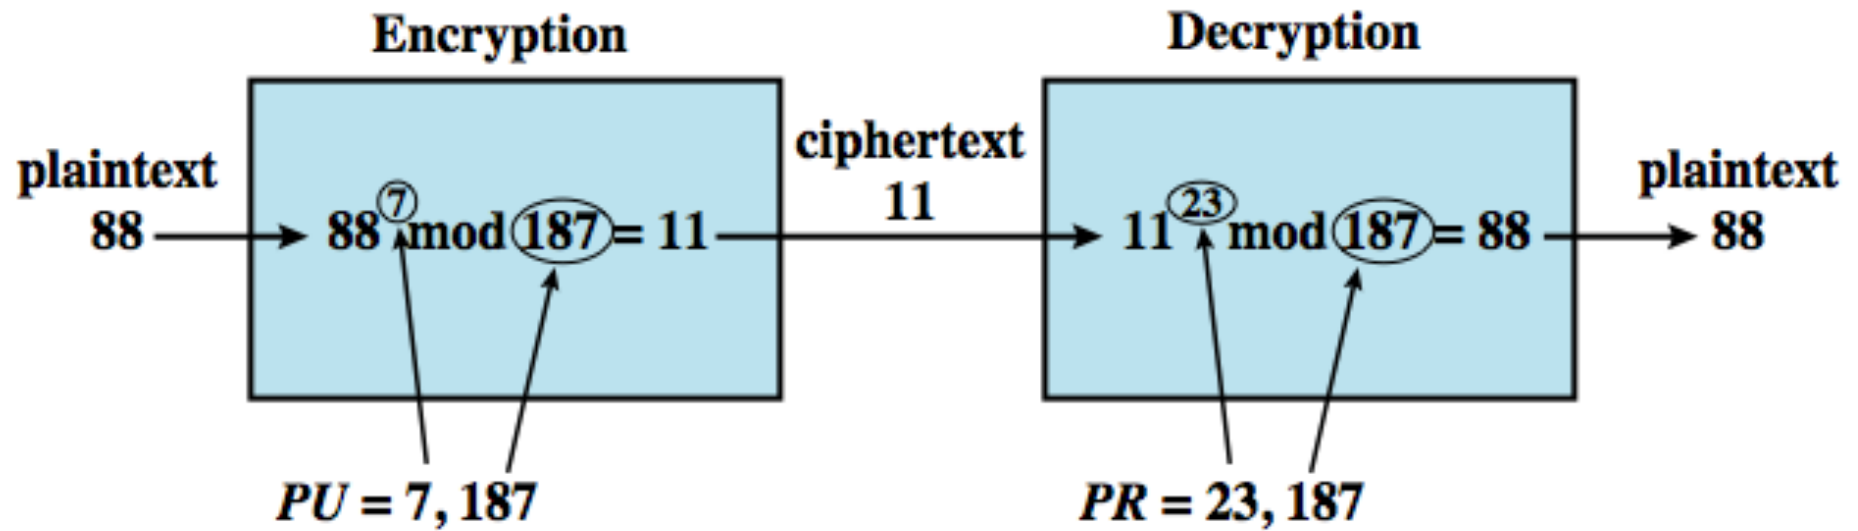 Encryption
Decryption
plaintext
88
88^7 mod 187 = 11
ciphertext
11
11^23 mod 187 = 88
plaintext
88
PU = 7, 187
PR = 23, 187